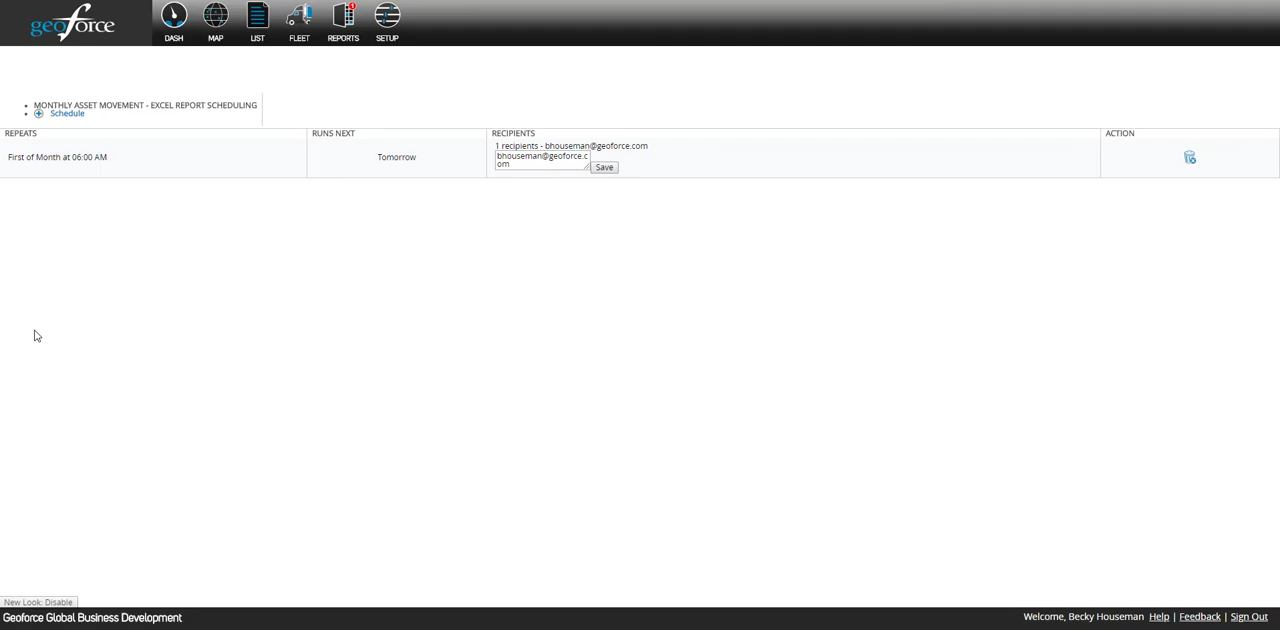 geoforce
DASH MAP LIST FLEET REPORTS 1 SETUP
MONTHLY ASSET MOVEMENT - EXCEL REPORT SCHEDULING
Schedule
REPEATS RUNS NEXT RECIPIENTS ACTION
1 recipients - bhouseman@geoforce.com
First of Month at 06:00 AM Tomorrow bhouseman@geoforce.c
om Save
New Look: Disable
Geoforce Global Business Development Welcome, Becky Houseman Help | Feedback | Sign Out